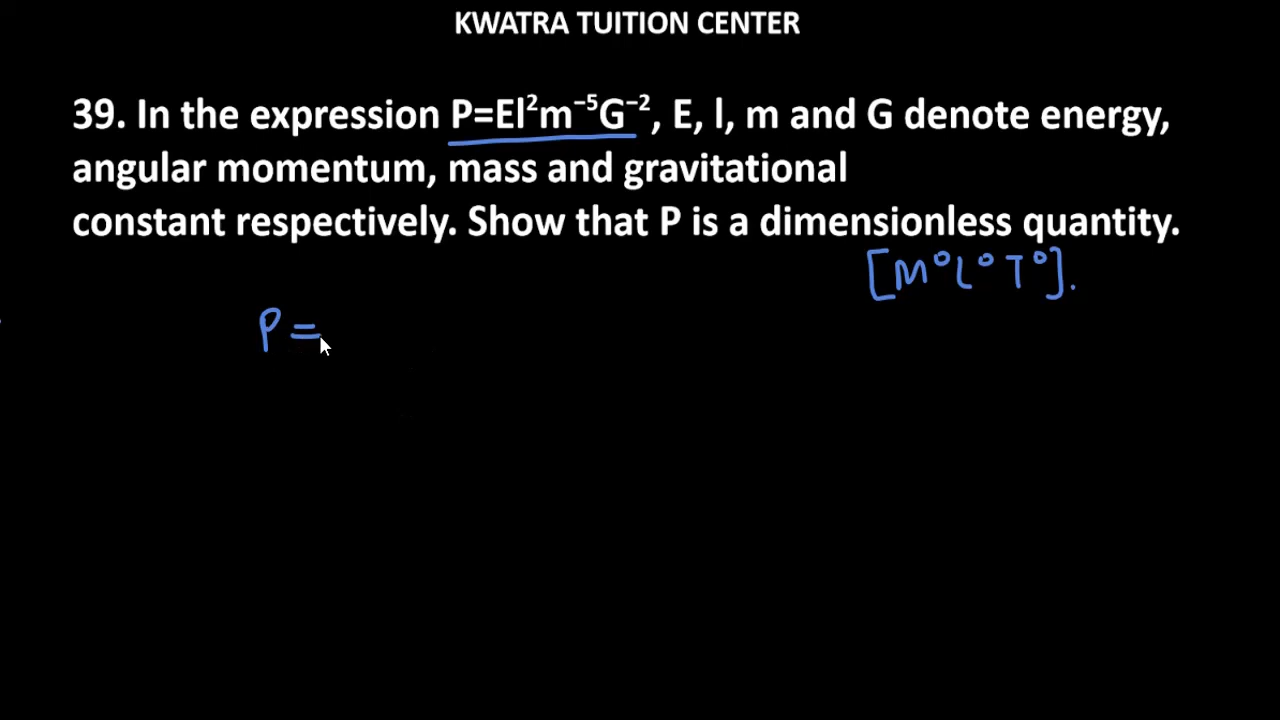 KWATRA TUITION CENTER
39. In the expression P=El²m⁻⁵G⁻², E, l, m and G denote energy,
angular momentum, mass and gravitational
constant respectively. Show that P is a dimensionless quantity.
[M⁰L⁰T⁰].
P =